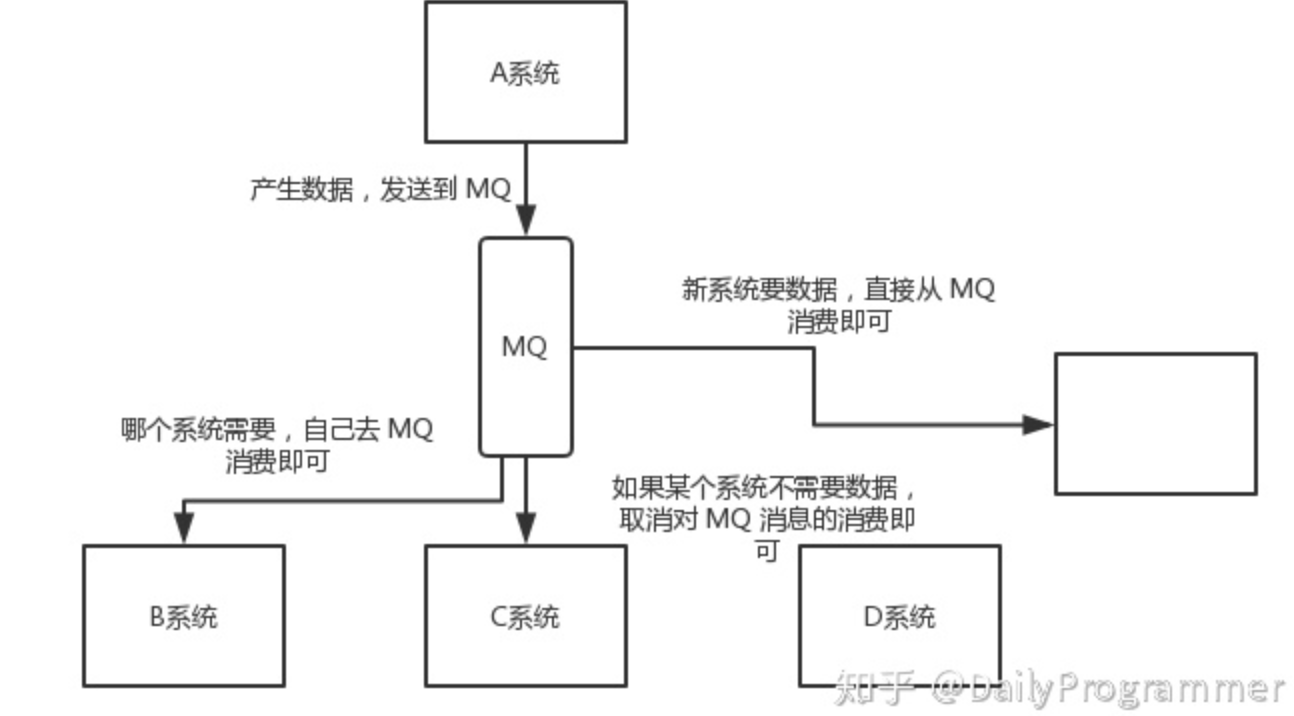 A系统
产生数据，发送到 MQ
新系统要数据，直接从 MQ
消费即可
MQ
哪个系统需要，自己去 MQ
消费即可
如果某个系统不需要数据，
取消对 MQ 消息的消费即
可
B系统
C系统
D系统
知乎 @DailyProgrammer